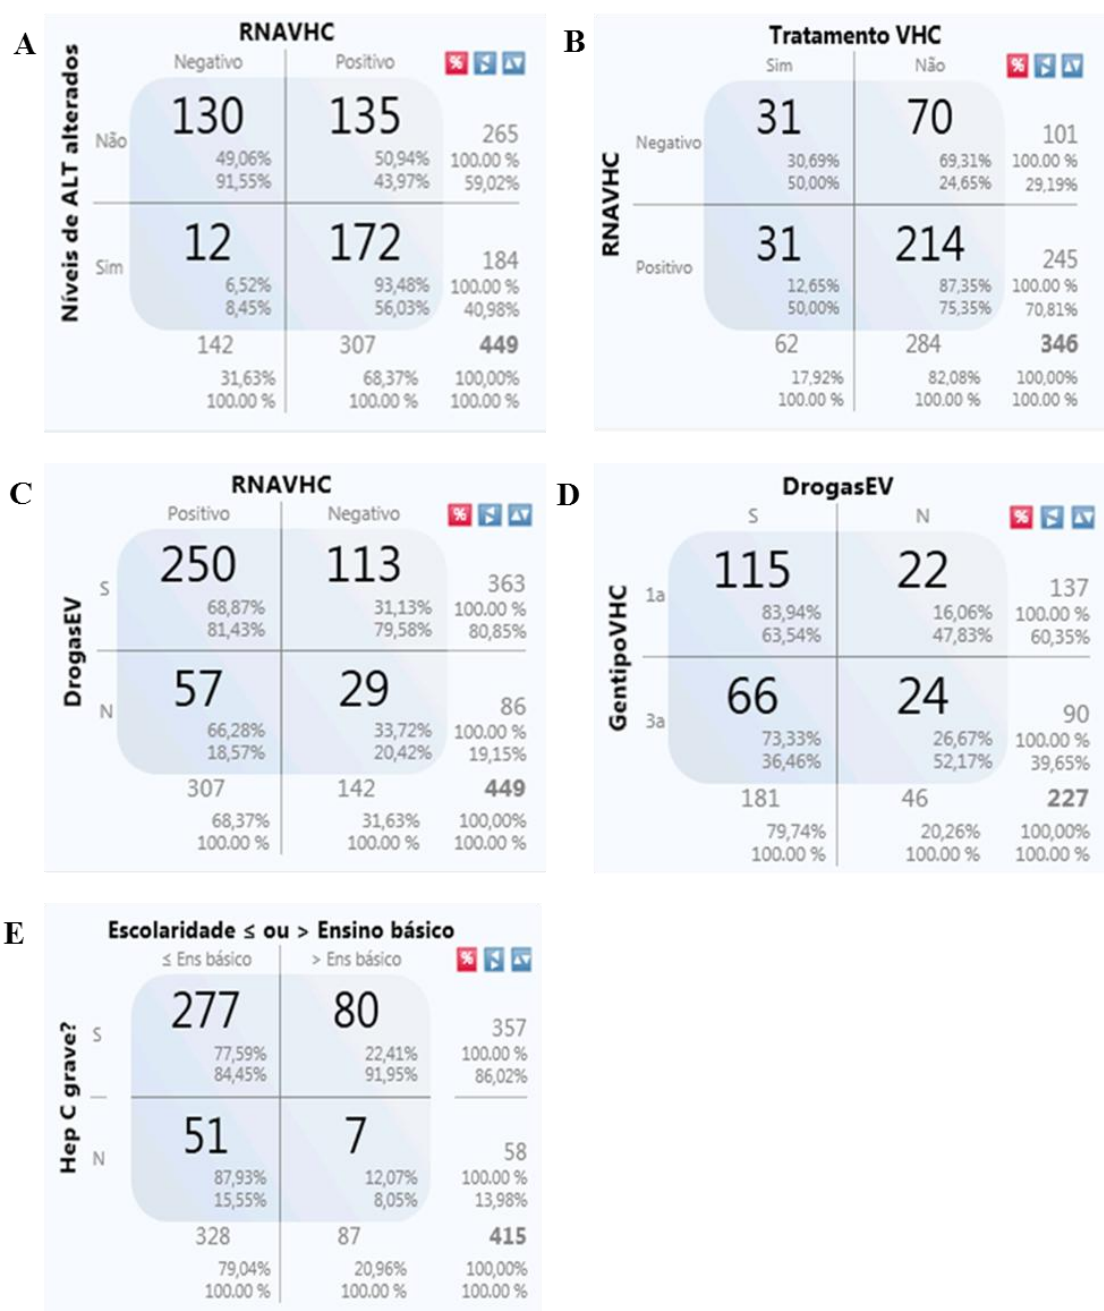 A
RNAVHC
Negativo Positivo
%
Níveis de ALT alterados
Não
130 135
265
49,06% 50,94% 100.00 %
91,55% 43,97% 59,02%
Sim
12 172
184
6,52% 93,48% 100.00 %
8,45% 56,03% 40,98%
142 307 449
31,63% 68,37% 100,00%
100.00 % 100.00 % 100.00 %
B
Tratamento VHC
Sim Não
%
RNAVHC
Negativo
31 70
101
30,69% 69,31% 100.00 %
50,00% 24,65% 29,19%
Positivo
31 214
245
12,65% 87,35% 100.00 %
50,00% 75,35% 70,81%
62 284 346
17,92% 82,08% 100,00%
100.00 % 100.00 % 100.00 %
C
RNAVHC
Positivo Negativo
%
DrogasEV
S
250 113
363
68,87% 31,13% 100.00 %
81,43% 79,58% 80,85%
N
57 29
86
66,28% 33,72% 100.00 %
18,57% 20,42% 19,15%
307 142 449
68,37% 31,63% 100,00%
100.00 % 100.00 % 100.00 %
D
DrogasEV
S N
%
GentipoVHC
1a
115 22
137
83,94% 16,06% 100.00 %
63,54% 47,83% 60,35%
3a
66 24
90
73,33% 26,67% 100.00 %
36,46% 52,17% 39,65%
181 46 227
79,74% 20,26% 100,00%
100.00 % 100.00 % 100.00 %
E
Escolaridade ≤ ou > Ensino básico
≤ Ens básico > Ens básico
%
Hep C grave?
S
277 80
357
77,59% 22,41% 100.00 %
84,45% 91,95% 86,02%
N
51 7
58
87,93% 12,07% 100.00 %
15,55% 8,05% 13,98%
328 87 415
79,04% 20,96% 100,00%
100.00 % 100.00 % 100.00 %